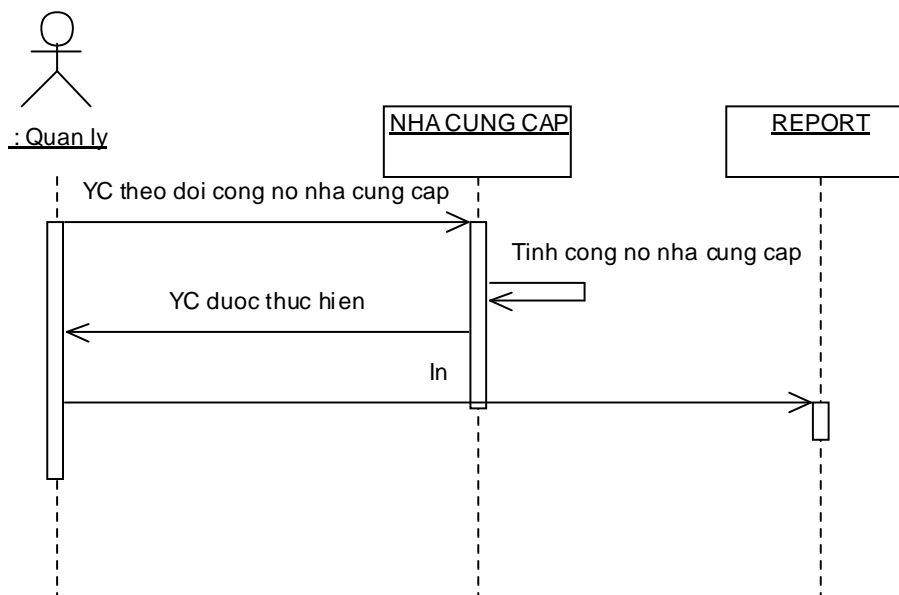 : Quan ly
NHA CUNG CAP
REPORT
YC theo doi cong no nha cung cap
Tinh cong no nha cung cap
YC duoc thuc hien
In